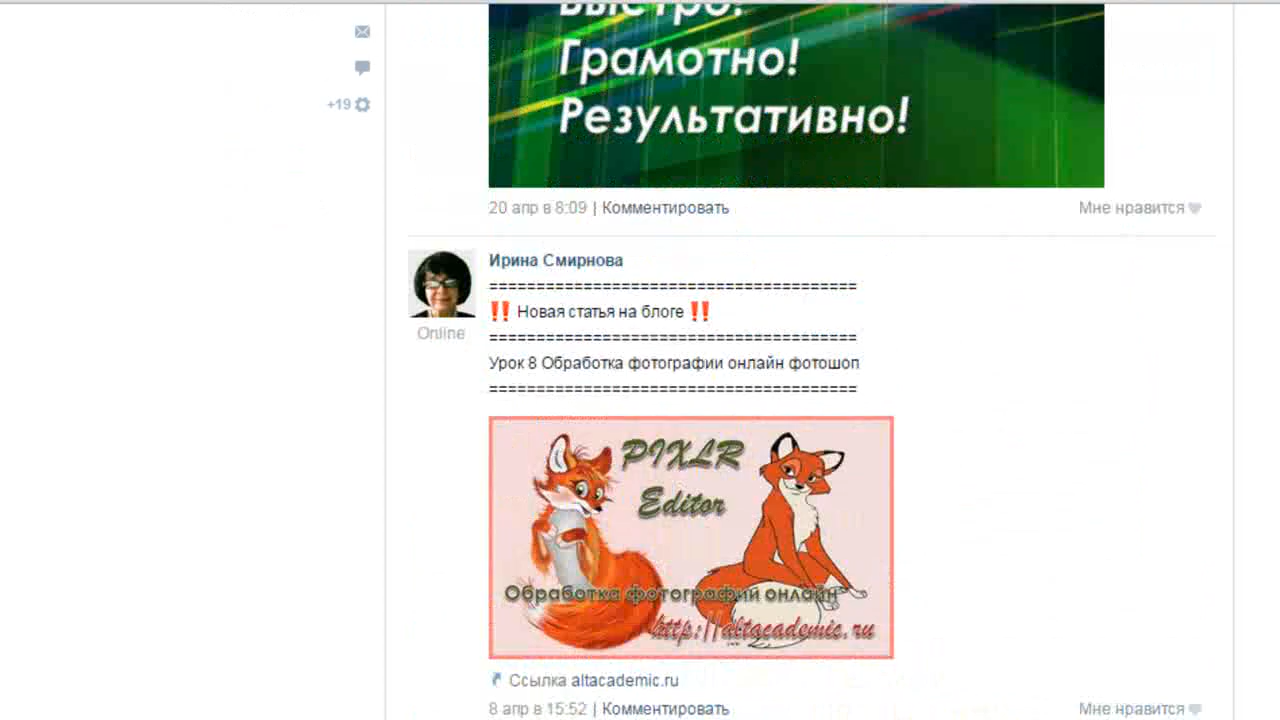 Быстро!
Грамотно!
Результативно!
+19
20 апр в 8:09 | Комментировать
Мне нравится
Ирина Смирнова
=======================================
‼ Новая статья на блоге ‼
=======================================
Online
Урок 8 Обработка фотографии онлайн фотошоп
=======================================
PIXLR
Editor
Обработка фотографий онлайн
http://altacademic.ru
Ссылка altacademic.ru
8 апр в 15:52 | Комментировать
Мне нравится